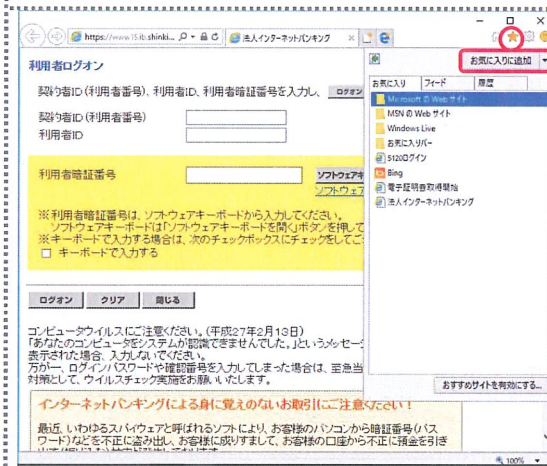 https://www15.ib.shinki...
法人インターネットバンキング
お気に入りに追加
利用者ログオン
お気に入り フィード 履歴
契約者ID(利用者番号)、利用者ID、利用者暗証番号を入力し、 ログオン
Microsoft の Web サイト
MSN の Web サイト
契約者ID(利用者番号)
Windows Live
利用者ID
お気に入りバー
5120ログイン
Bing
利用者暗証番号
ソフトウェアキ
電子証明書取得開始
ソフトウェア
法人インターネットバンキング
※利用者暗証番号は、ソフトウェアキーボードから入力してください。
ソフトウェアキーボードは「ソフトウェアキーボードを開く」ボタンを押して
※キーボードで入力する場合は、次のチェックボックスにチェックをしてご
キーボードで入力する
ログオン クリア 閉じる
コンピュータウイルスにご注意ください。(平成27年2月13日)
「あなたのコンピュータをシステムが認識できませんでした。」というメッセー
表示された場合、入力しないでください。
万が一、ログインパスワードや確認番号を入力してしまった場合は、至急当
対策として、ウイルスチェック実施をお願いいたします。
おすすめサイトを有効にする...
インターネットバンキングによる身に覚えのないお取引にご注意ください!
最近、いわゆるスパイウェアと呼ばれるソフトにより、お客様のパソコンから暗証番号(パス
ワード)などを不正に盗み出し、お客様に成りすまして、お客様の口座から不正に預金を引き
100%